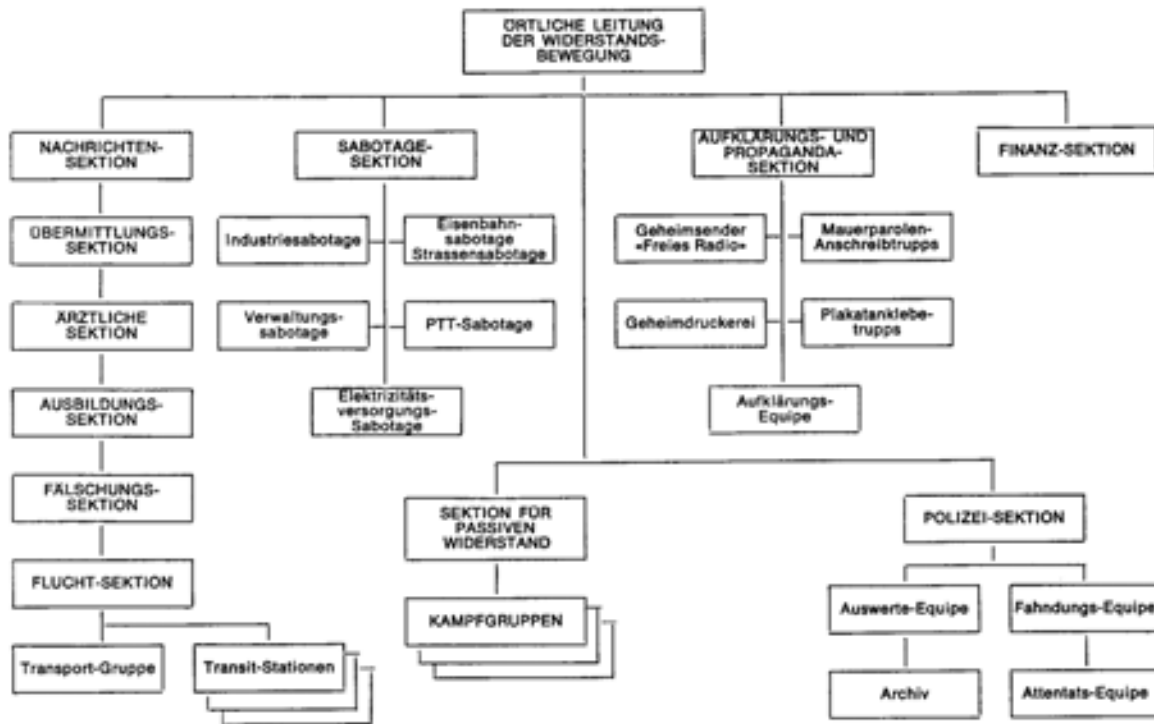 ÖRTLICHE LEITUNG
DER WIDERSTANDS-
BEWEGUNG
NACHRICHTEN-
SEKTION
SABOTAGE-
SEKTION
AUFKLÄRUNGS- UND
PROPAGANDA-
SEKTION
FINANZ-SEKTION
ÜBERMITTLUNGS-
SEKTION
Industriesabotage
Eisenbahn-
sabotage
Strassensabotage
Geheimsender
«Freies Radio»
Mauerparolen-
Anschreibtrupps
ÄRZTLICHE
SEKTION
Verwaltungs-
sabotage
PTT-Sabotage
Geheimdruckerei
Plakatanklebe-
trupps
AUSBILDUNGS-
SEKTION
Elektrizitäts-
versorgungs-
Sabotage
Aufklärungs-
Equipe
FÄLSCHUNGS-
SEKTION
SEKTION FÜR
PASSIVEN
WIDERSTAND
POLIZEI-SEKTION
FLUCHT-SEKTION
KAMPFGRUPPEN
Auswerte-Equipe
Fahndungs-Equipe
Transport-Gruppe
Transit-Stationen
Archiv
Attentats-Equipe